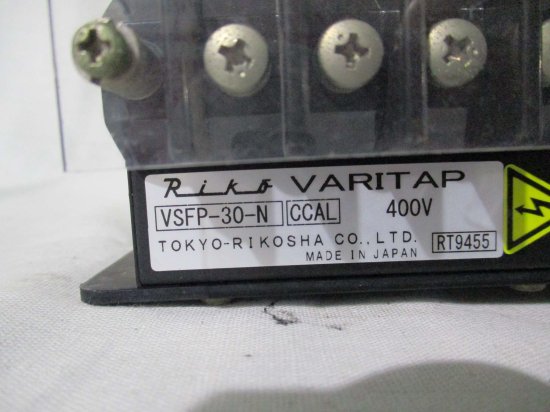 Riko VARITAP
VSFP-30-N CCAL 400V
TOKYO-RIKOSHA CO.,LTD. RT9455
MADE IN JAPAN